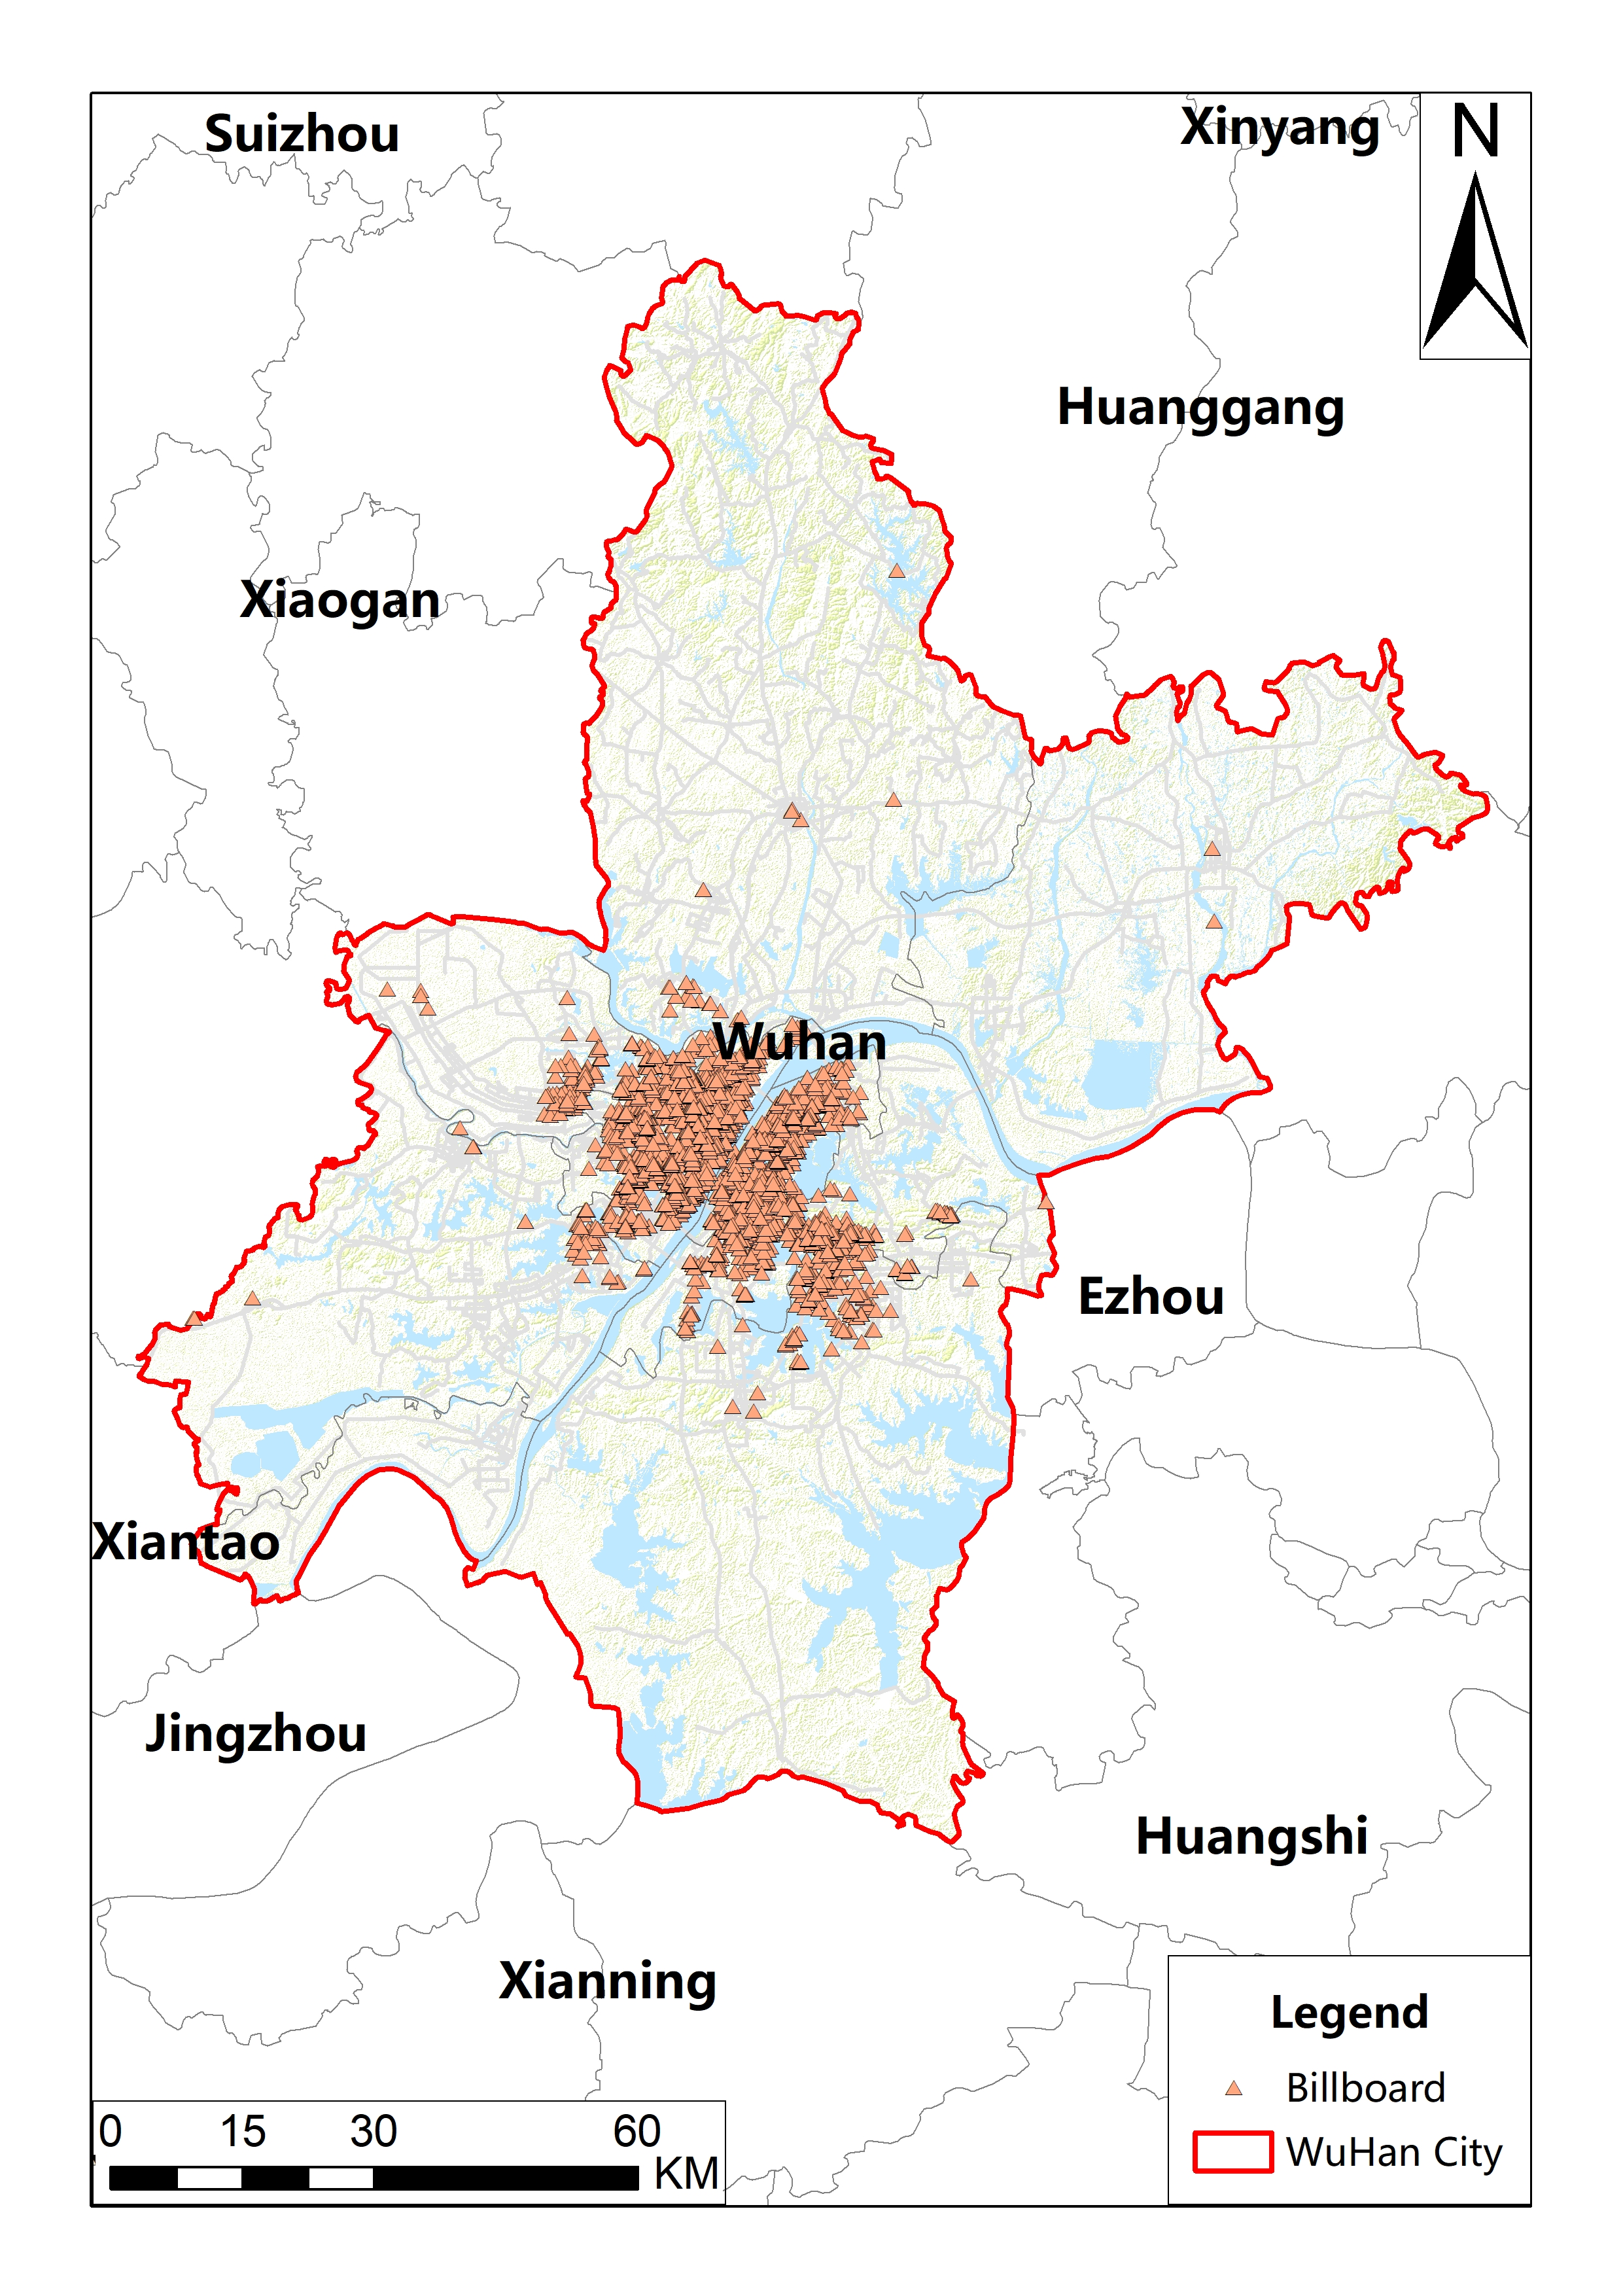 Suizhou
Xinyang
N
Huanggang
Xiaogan
Wuhan
Ezhou
Xiantao
Jingzhou
Huangshi
Xianning
Legend
Billboard
WuHan City
0 15 30 60
KM